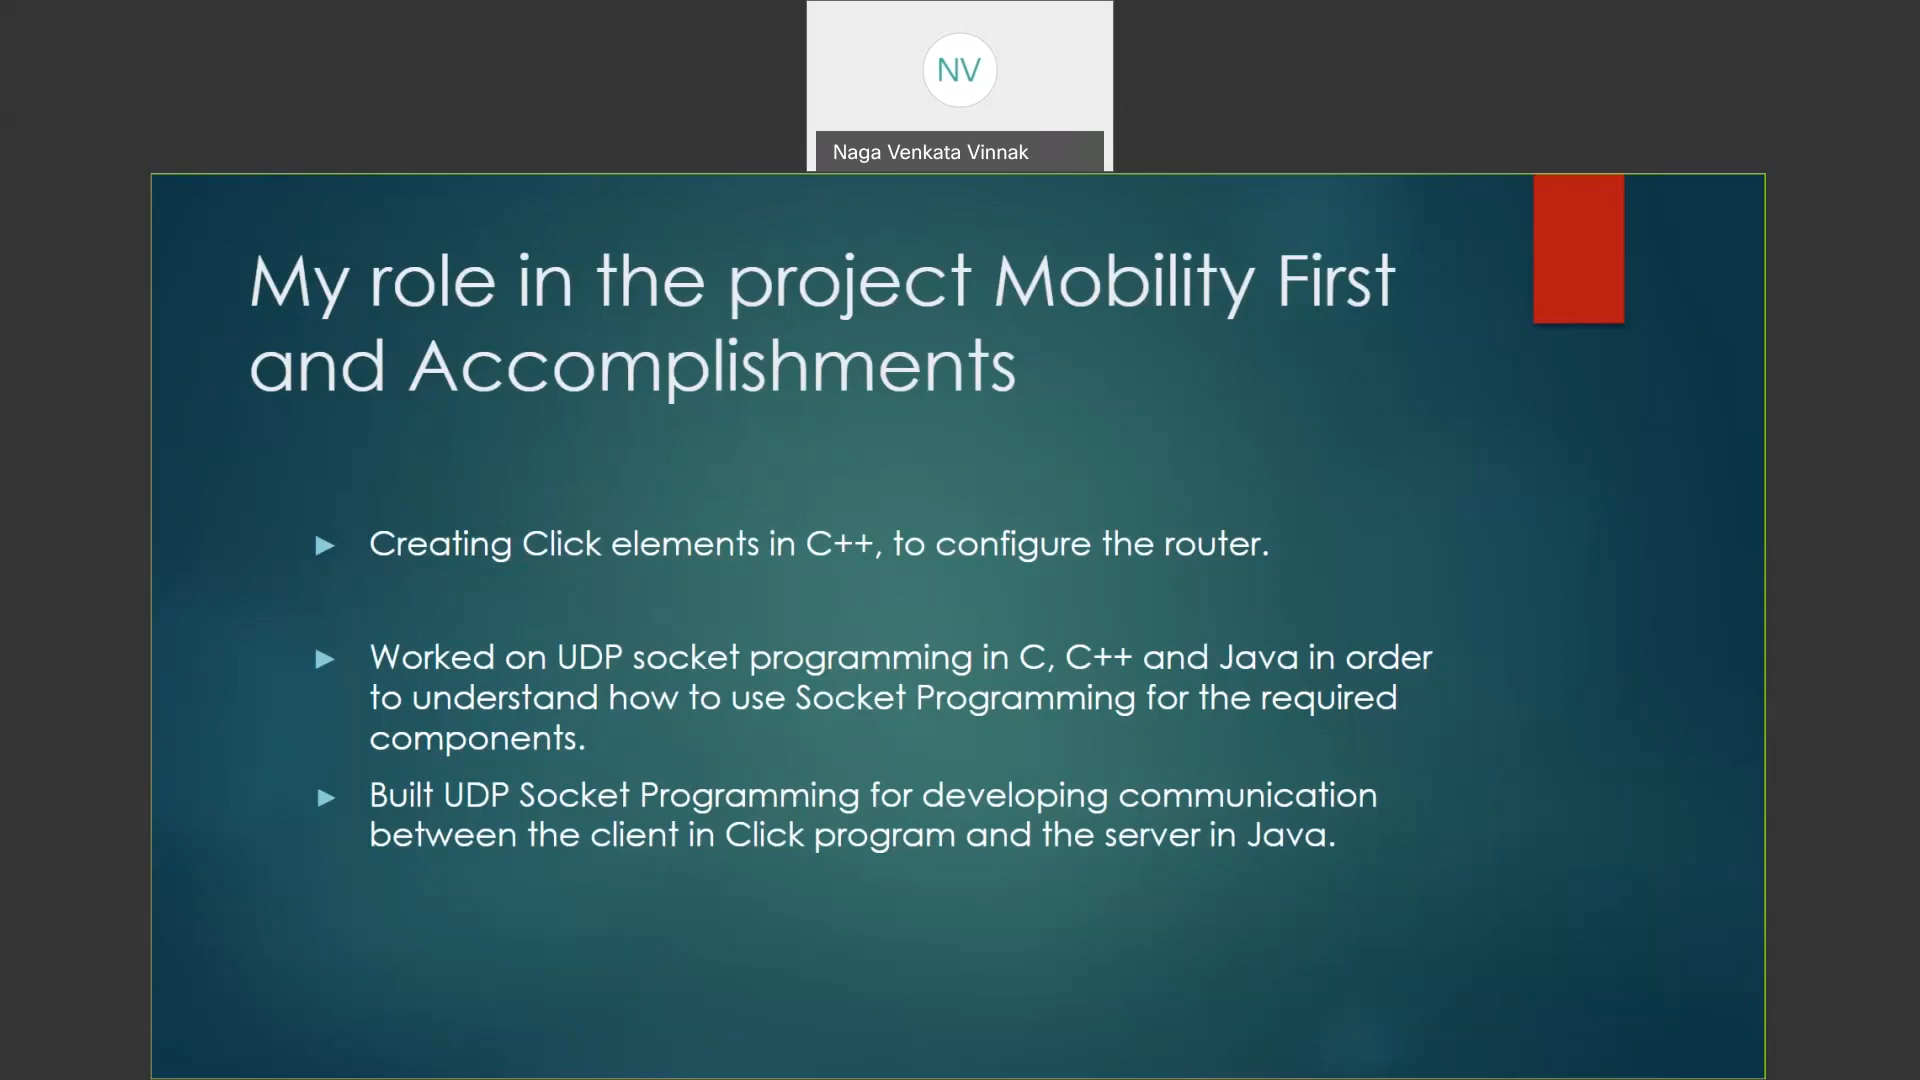 NV
Naga Venkata Vinnak
My role in the project Mobility First
and Accomplishments
Creating Click elements in C++, to configure the router.
Worked on UDP socket programming in C, C++ and Java in order
to understand how to use Socket Programming for the required
components.
Built UDP Socket Programming for developing communication
between the client in Click program and the server in Java.